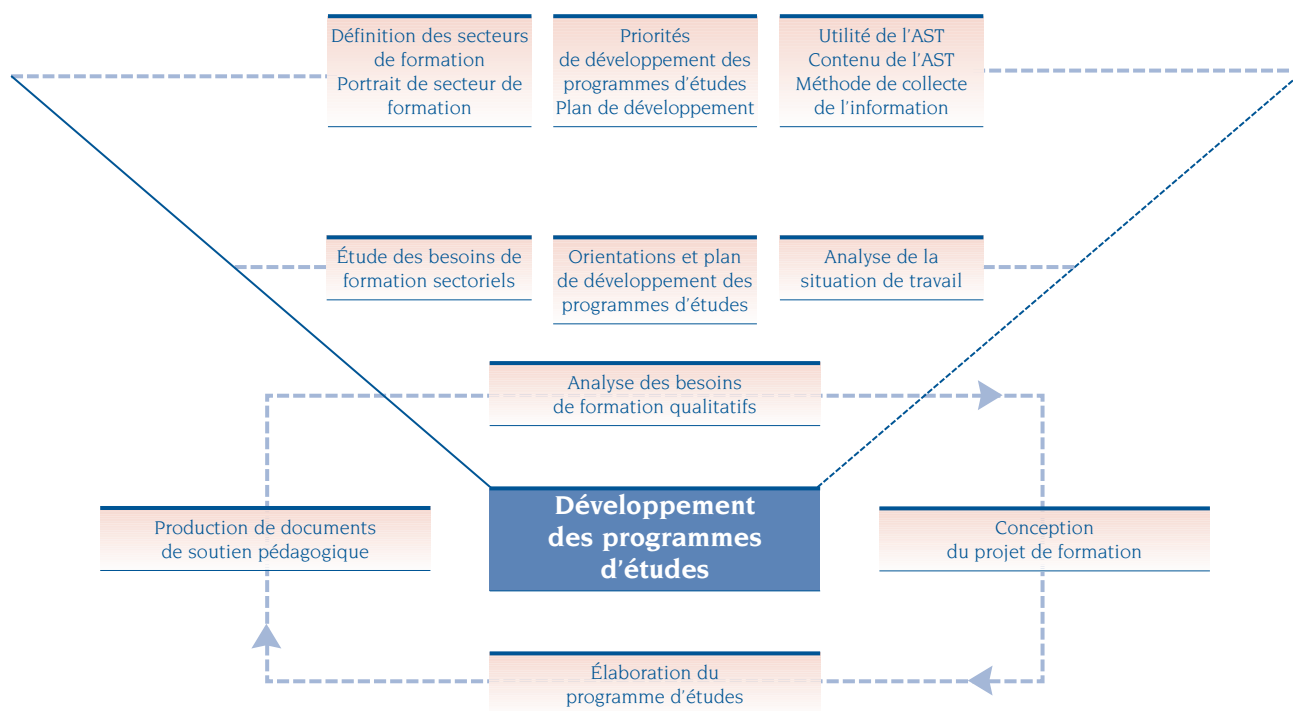 Définition des secteurs
de formation
Portrait de secteur de
formation
Priorités
de développement des
programmes d'études
Plan de développement
Utilité de l'AST
Contenu de l'AST
Méthode de collecte
de l'information
Étude des besoins de
formation sectoriels
Orientations et plan
de développement des
programmes d'études
Analyse de la
situation de travail
Analyse des besoins
de formation qualitatifs
Développement
des programmes
d'études
Production de documents
de soutien pédagogique
Conception
du projet de formation
Élaboration du
programme d'études